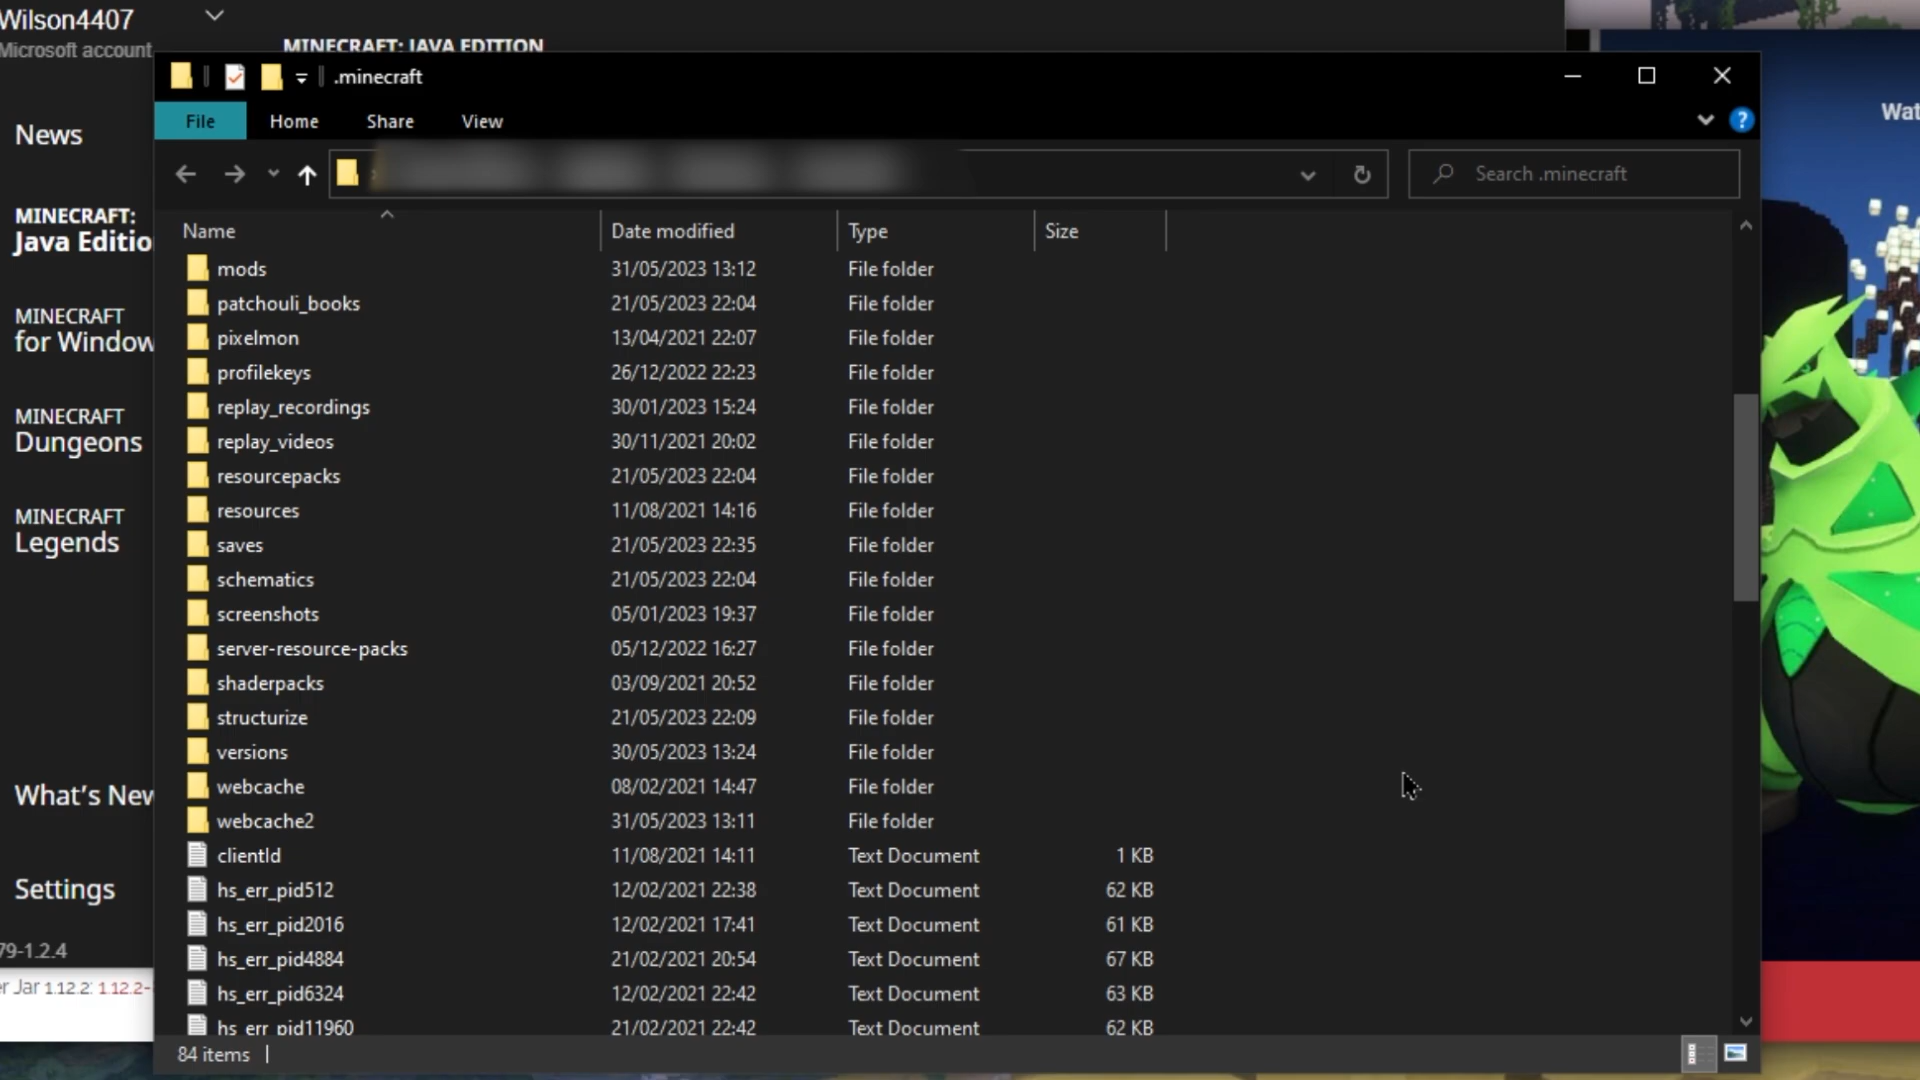 Wilson4407
Microsoft account
MINECRAFT: JAVA EDITION
News
MINECRAFT:
Java Editio
MINECRAFT
for Window
MINECRAFT
Dungeons
MINECRAFT
Legends
What's New
Settings
79-1.2.4
er Jar 1.12.2: 1.12.2-
.minecraft
File Home Share View
?
Search .minecraft
Name Date modified Type Size
mods 31/05/2023 13:12 File folder
patchouli_books 21/05/2023 22:04 File folder
pixelmon 13/04/2021 22:07 File folder
profilekeys 26/12/2022 22:23 File folder
replay_recordings 30/01/2023 15:24 File folder
replay_videos 30/11/2021 20:02 File folder
resourcepacks 21/05/2023 22:04 File folder
resources 11/08/2021 14:16 File folder
saves 21/05/2023 22:35 File folder
schematics 21/05/2023 22:04 File folder
screenshots 05/01/2023 19:37 File folder
server-resource-packs 05/12/2022 16:27 File folder
shaderpacks 03/09/2021 20:52 File folder
structurize 21/05/2023 22:09 File folder
versions 30/05/2023 13:24 File folder
webcache 08/02/2021 14:47 File folder
webcache2 31/05/2023 13:11 File folder
clientId 11/08/2021 14:11 Text Document 1 KB
hs_err_pid512 12/02/2021 22:38 Text Document 62 KB
hs_err_pid2016 12/02/2021 17:41 Text Document 61 KB
hs_err_pid4884 21/02/2021 20:54 Text Document 67 KB
hs_err_pid6324 12/02/2021 22:42 Text Document 63 KB
hs_err_pid11960 21/02/2021 22:42 Text Document 62 KB
84 items
Wat